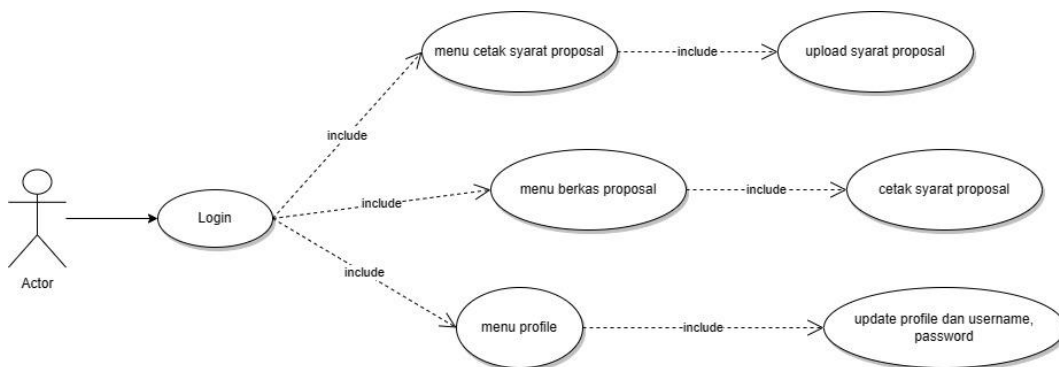 menu cetak syarat proposal
include
upload syarat proposal
include
menu berkas proposal
include
cetak syarat proposal
include
Login
Actor
include
menu profile
include
update profile dan username,
password